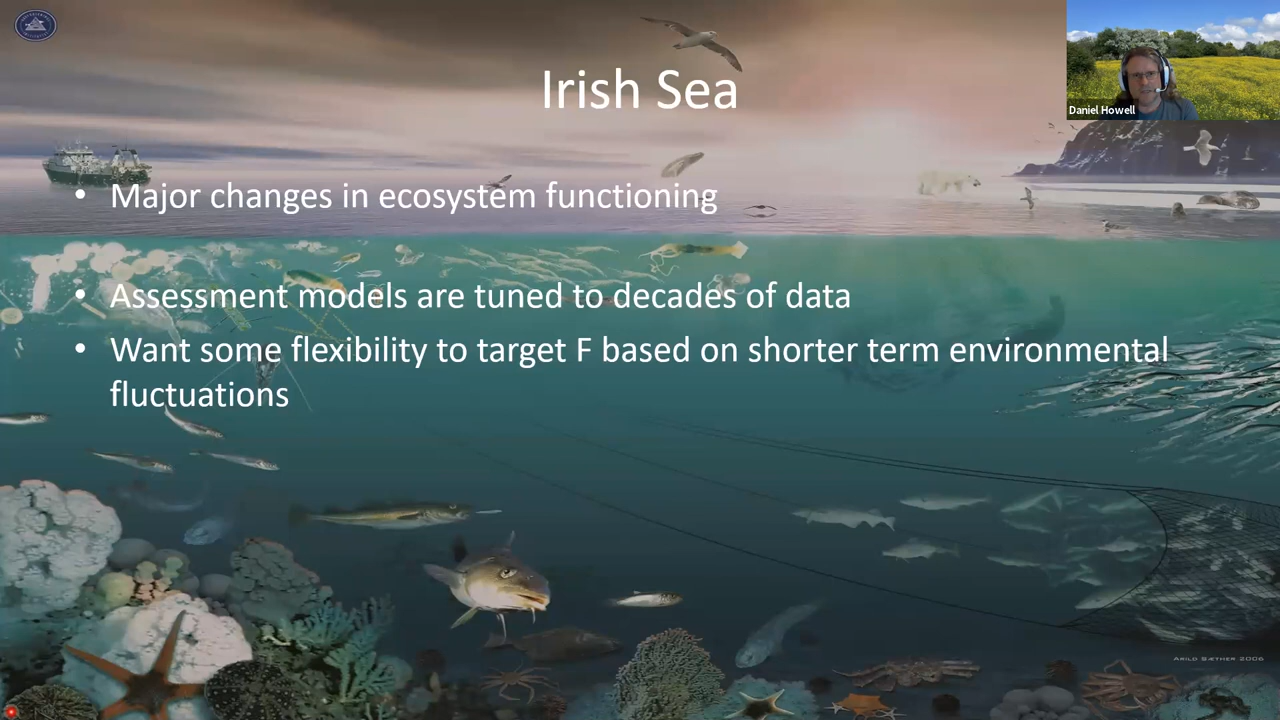 Irish Sea
Daniel Howell
• Major changes in ecosystem functioning
• Assessment models are tuned to decades of data
• Want some flexibility to target F based on shorter term environmental
fluctuations
ARILD BÆTHER 2006